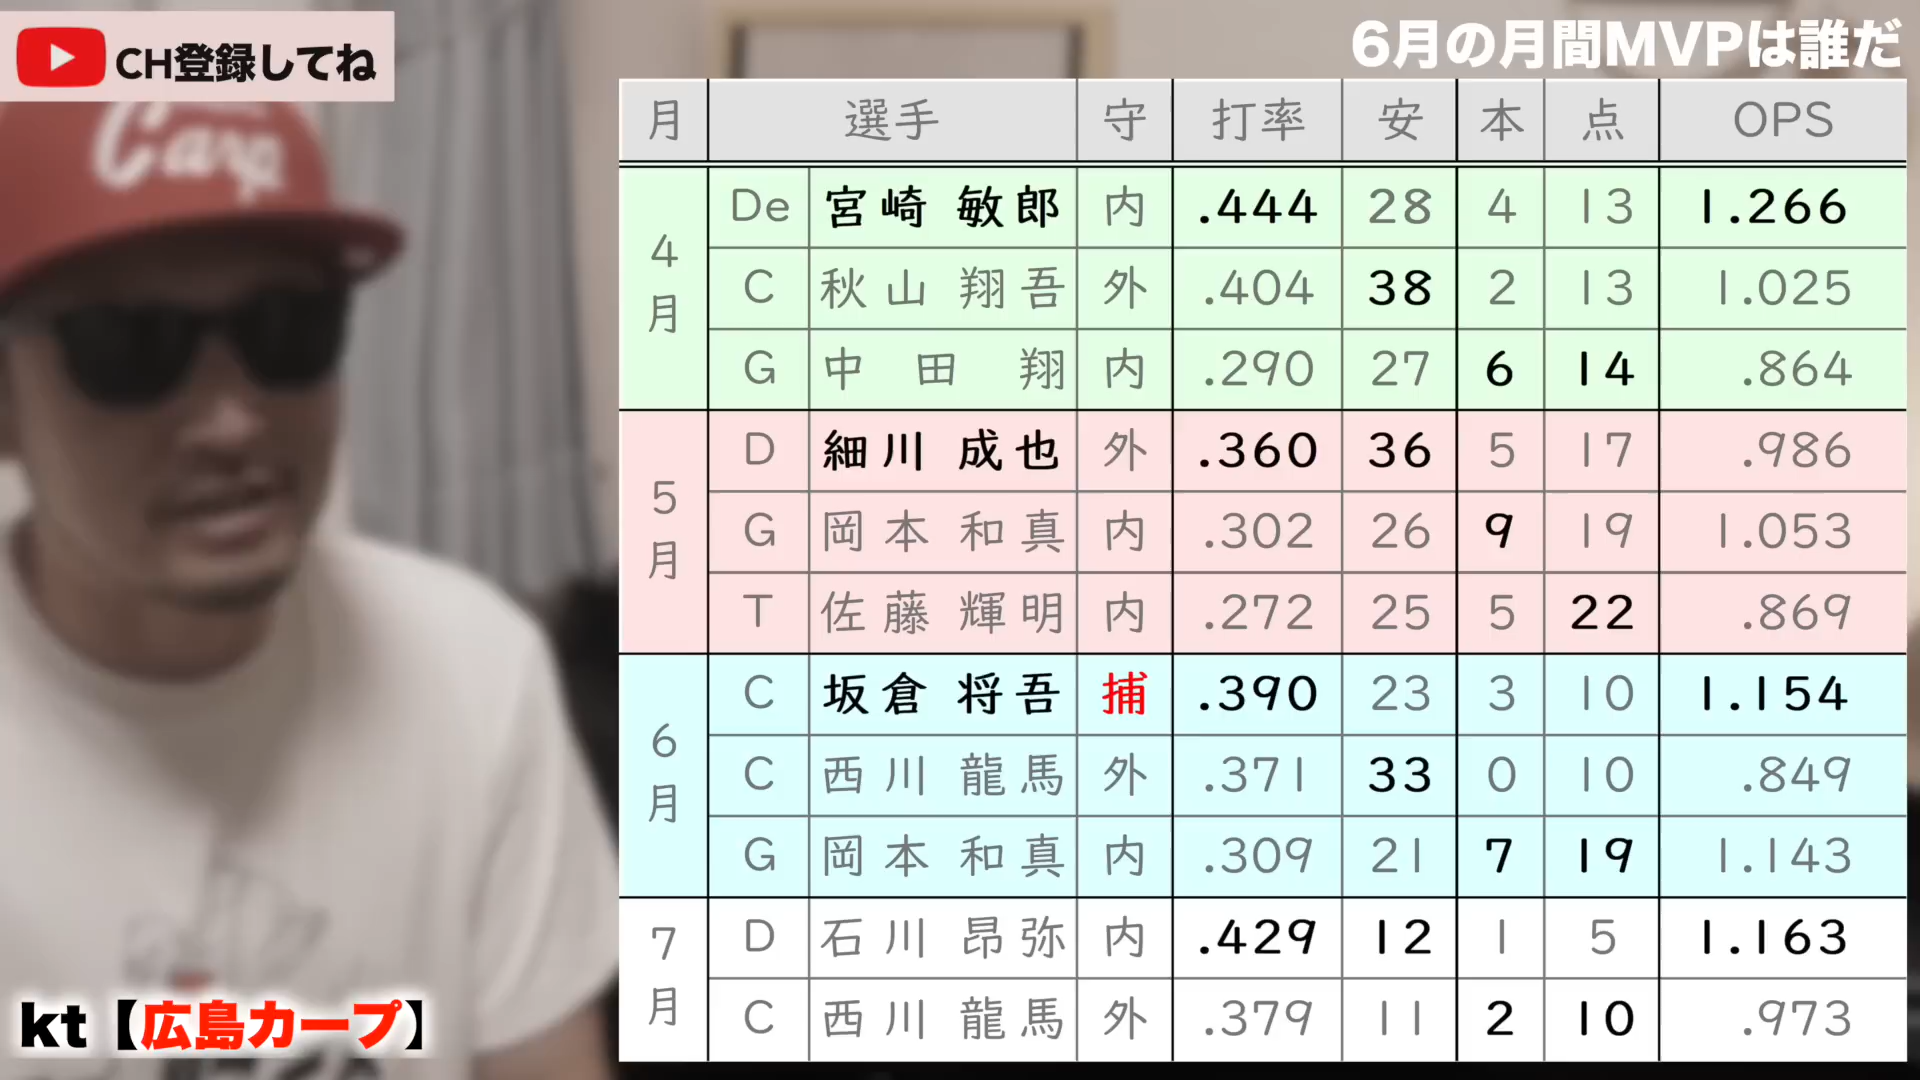 CH登録してね
6月の月間MVPは誰だ
Carp
月 選手 守 打率 安 本 点 OPS
4月
De 宮崎 敏郎 内 .444 28 4 13 1.266
C 秋山 翔吾 外 .404 38 2 13 1.025
G 中田 翔 内 .290 27 6 14 .864
5月
D 細川 成也 外 .360 36 5 17 .986
G 岡本 和真 内 .302 26 9 19 1.053
T 佐藤 輝明 内 .272 25 5 22 .869
6月
C 坂倉 将吾 捕 .390 23 3 10 1.154
C 西川 龍馬 外 .371 33 0 10 .849
G 岡本 和真 内 .309 21 7 19 1.143
7月
D 石川 昂弥 内 .429 12 1 5 1.163
C 西川 龍馬 外 .379 11 2 10 .973
kt【広島カープ】